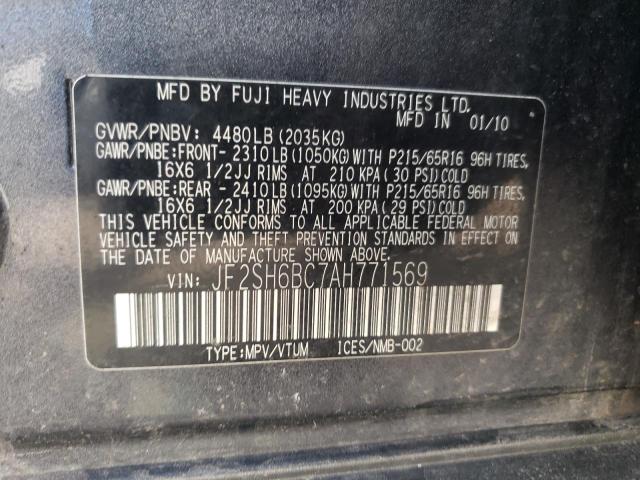 MFD BY FUJI HEAVY INDUSTRIES LTD.
MFD IN 01/10
GVWR/PNBV: 4480LB(2035KG)
GAWR/PNBE:FRONT- 2310LB(1050KG)WITH P215/65R16 96H TIRES,
16X6 1/2JJ RIMS AT 210 KPA(30 PSI)COLD
GAWR/PNBE:REAR - 2410LB(1095KG)WITH P215/65R16 96H TIRES,
16X6 1/2JJ RIMS AT 200 KPA(29 PSI)COLD
THIS VEHICLE CONFORMS TO ALL APPLICABLE FEDERAL MOTOR
VEHICLE SAFETY AND THEFT PREVENTION STANDARDS IN EFFECT ON
THE DATE OF MANUFACTURE SHOWN ABOVE.
VIN: JF2SH6BC7AH771569
TYPE:MPV/VTUM ICES/NMB-002